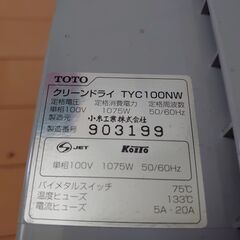 TOTO
クリーンドライ TYC100NW
定格電圧 定格消費電力 定格周波数
単相100V 1075W 50/60Hz
製造元 小糸工業株式会社
製造番号 903199
JET KOITO
単相100V 1075W 50/60Hz
バイメタルスイッチ 75℃
温度ヒューズ 133℃
電流ヒューズ 5A-20A